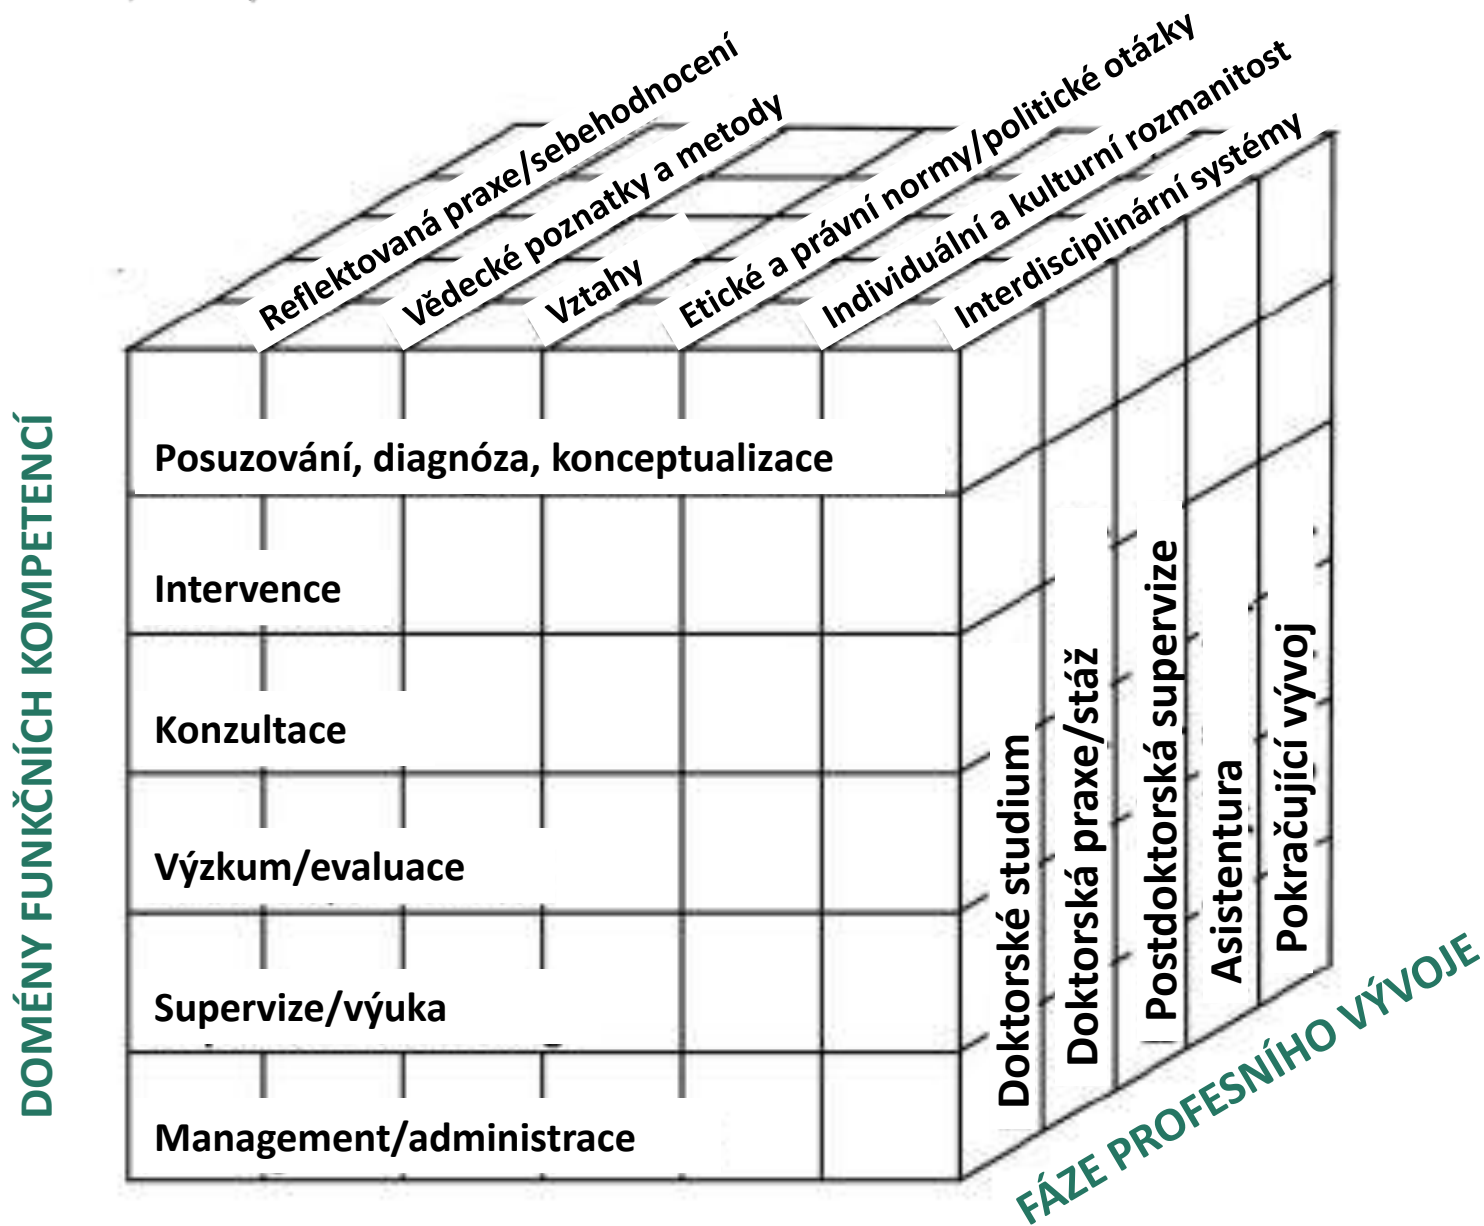 Reflektovaná praxe/sebehodnocení
Vědecké poznatky a metody
Vztahy
Etické a právní normy/politické otázky
Individuální a kulturní rozmanitost
Interdisciplinární systémy
DOMÉNY FUNKČNÍCH KOMPETENCÍ
Posuzování, diagnóza, konceptualizace
Intervence
Konzultace
Výzkum/evaluace
Supervize/výuka
Management/administrace
Doktorské studium
Doktorská praxe/stáž
Postdoktorská supervize
Asistentura
Pokračující vývoj
FÁZE PROFESNÍHO VÝVOJE